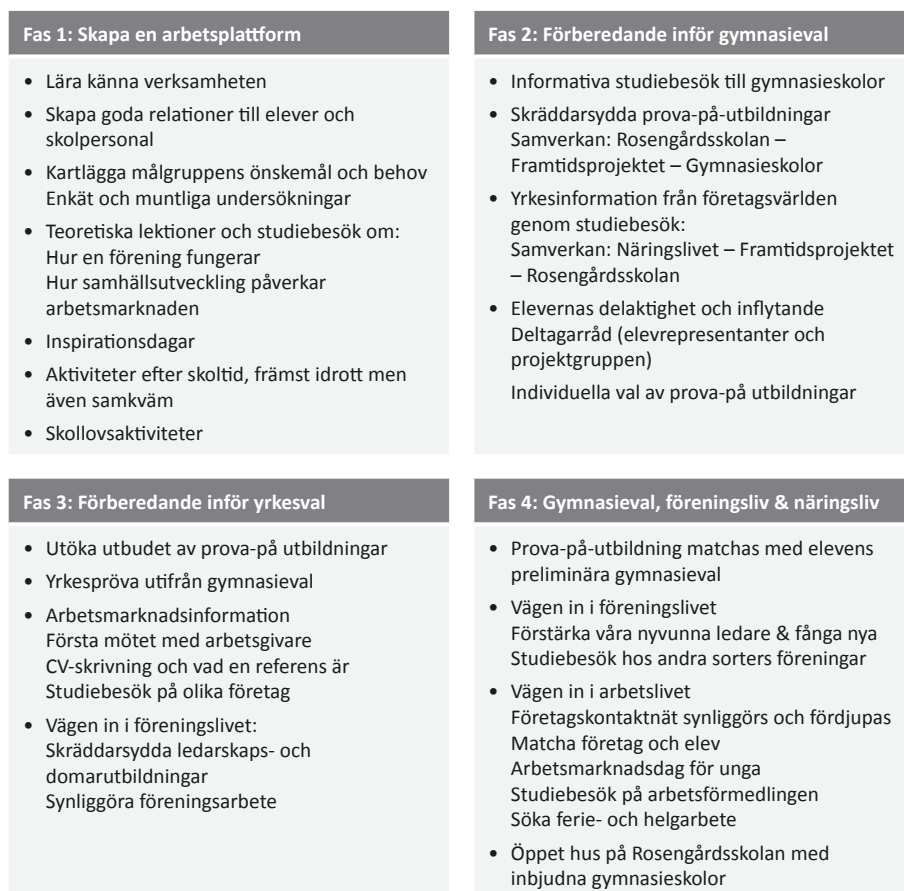 Fas 1: Skapa en arbetsplattform
• Lära känna verksamheten
• Skapa goda relationer till elever och
skolpersonal
• Kartlägga målgruppens önskemål och behov
Enkät och muntliga undersökningar
• Teoretiska lektioner och studiebesök om:
Hur en förening fungerar
Hur samhällsutveckling påverkar
arbetsmarknaden
• Inspirationsdagar
• Aktiviteter efter skoltid, främst idrott men
även samkväm
• Skollovsaktiviteter
Fas 2: Förberedande inför gymnasieval
• Informativa studiebesök till gymnasieskolor
• Skräddarsydda prova-på-utbildningar
Samverkan: Rosengårdsskolan –
Framtidsprojektet – Gymnasieskolor
• Yrkesinformation från företagsvärlden
genom studiebesök:
Samverkan: Näringslivet – Framtidsprojektet
– Rosengårdsskolan
• Elevernas delaktighet och inflytande
Deltagarråd (elevrepresentanter och
projektgruppen)
Individuella val av prova-på utbildningar
Fas 3: Förberedande inför yrkesval
• Utöka utbudet av prova-på utbildningar
• Yrkespröva utifrån gymnasieval
• Arbetsmarknadsinformation
Första mötet med arbetsgivare
CV-skrivning och vad en referens är
Studiebesök på olika företag
• Vägen in i föreningslivet:
Skräddarsydda ledarskaps- och
domarutbildningar
Synliggöra föreningsarbete
Fas 4: Gymnasieval, föreningsliv & näringsliv
• Prova-på-utbildning matchas med elevens
preliminära gymnasieval
• Vägen in i föreningslivet
Förstärka våra nyvunna ledare & fånga nya
Studiebesök hos andra sorters föreningar
• Vägen in i arbetslivet
Företagskontaktnät synliggörs och fördjupas
Matcha företag och elev
Arbetsmarknadsdag för unga
Studiebesök på arbetsförmedlingen
Söka ferie- och helgarbete
• Öppet hus på Rosengårdsskolan med
inbjudna gymnasieskolor